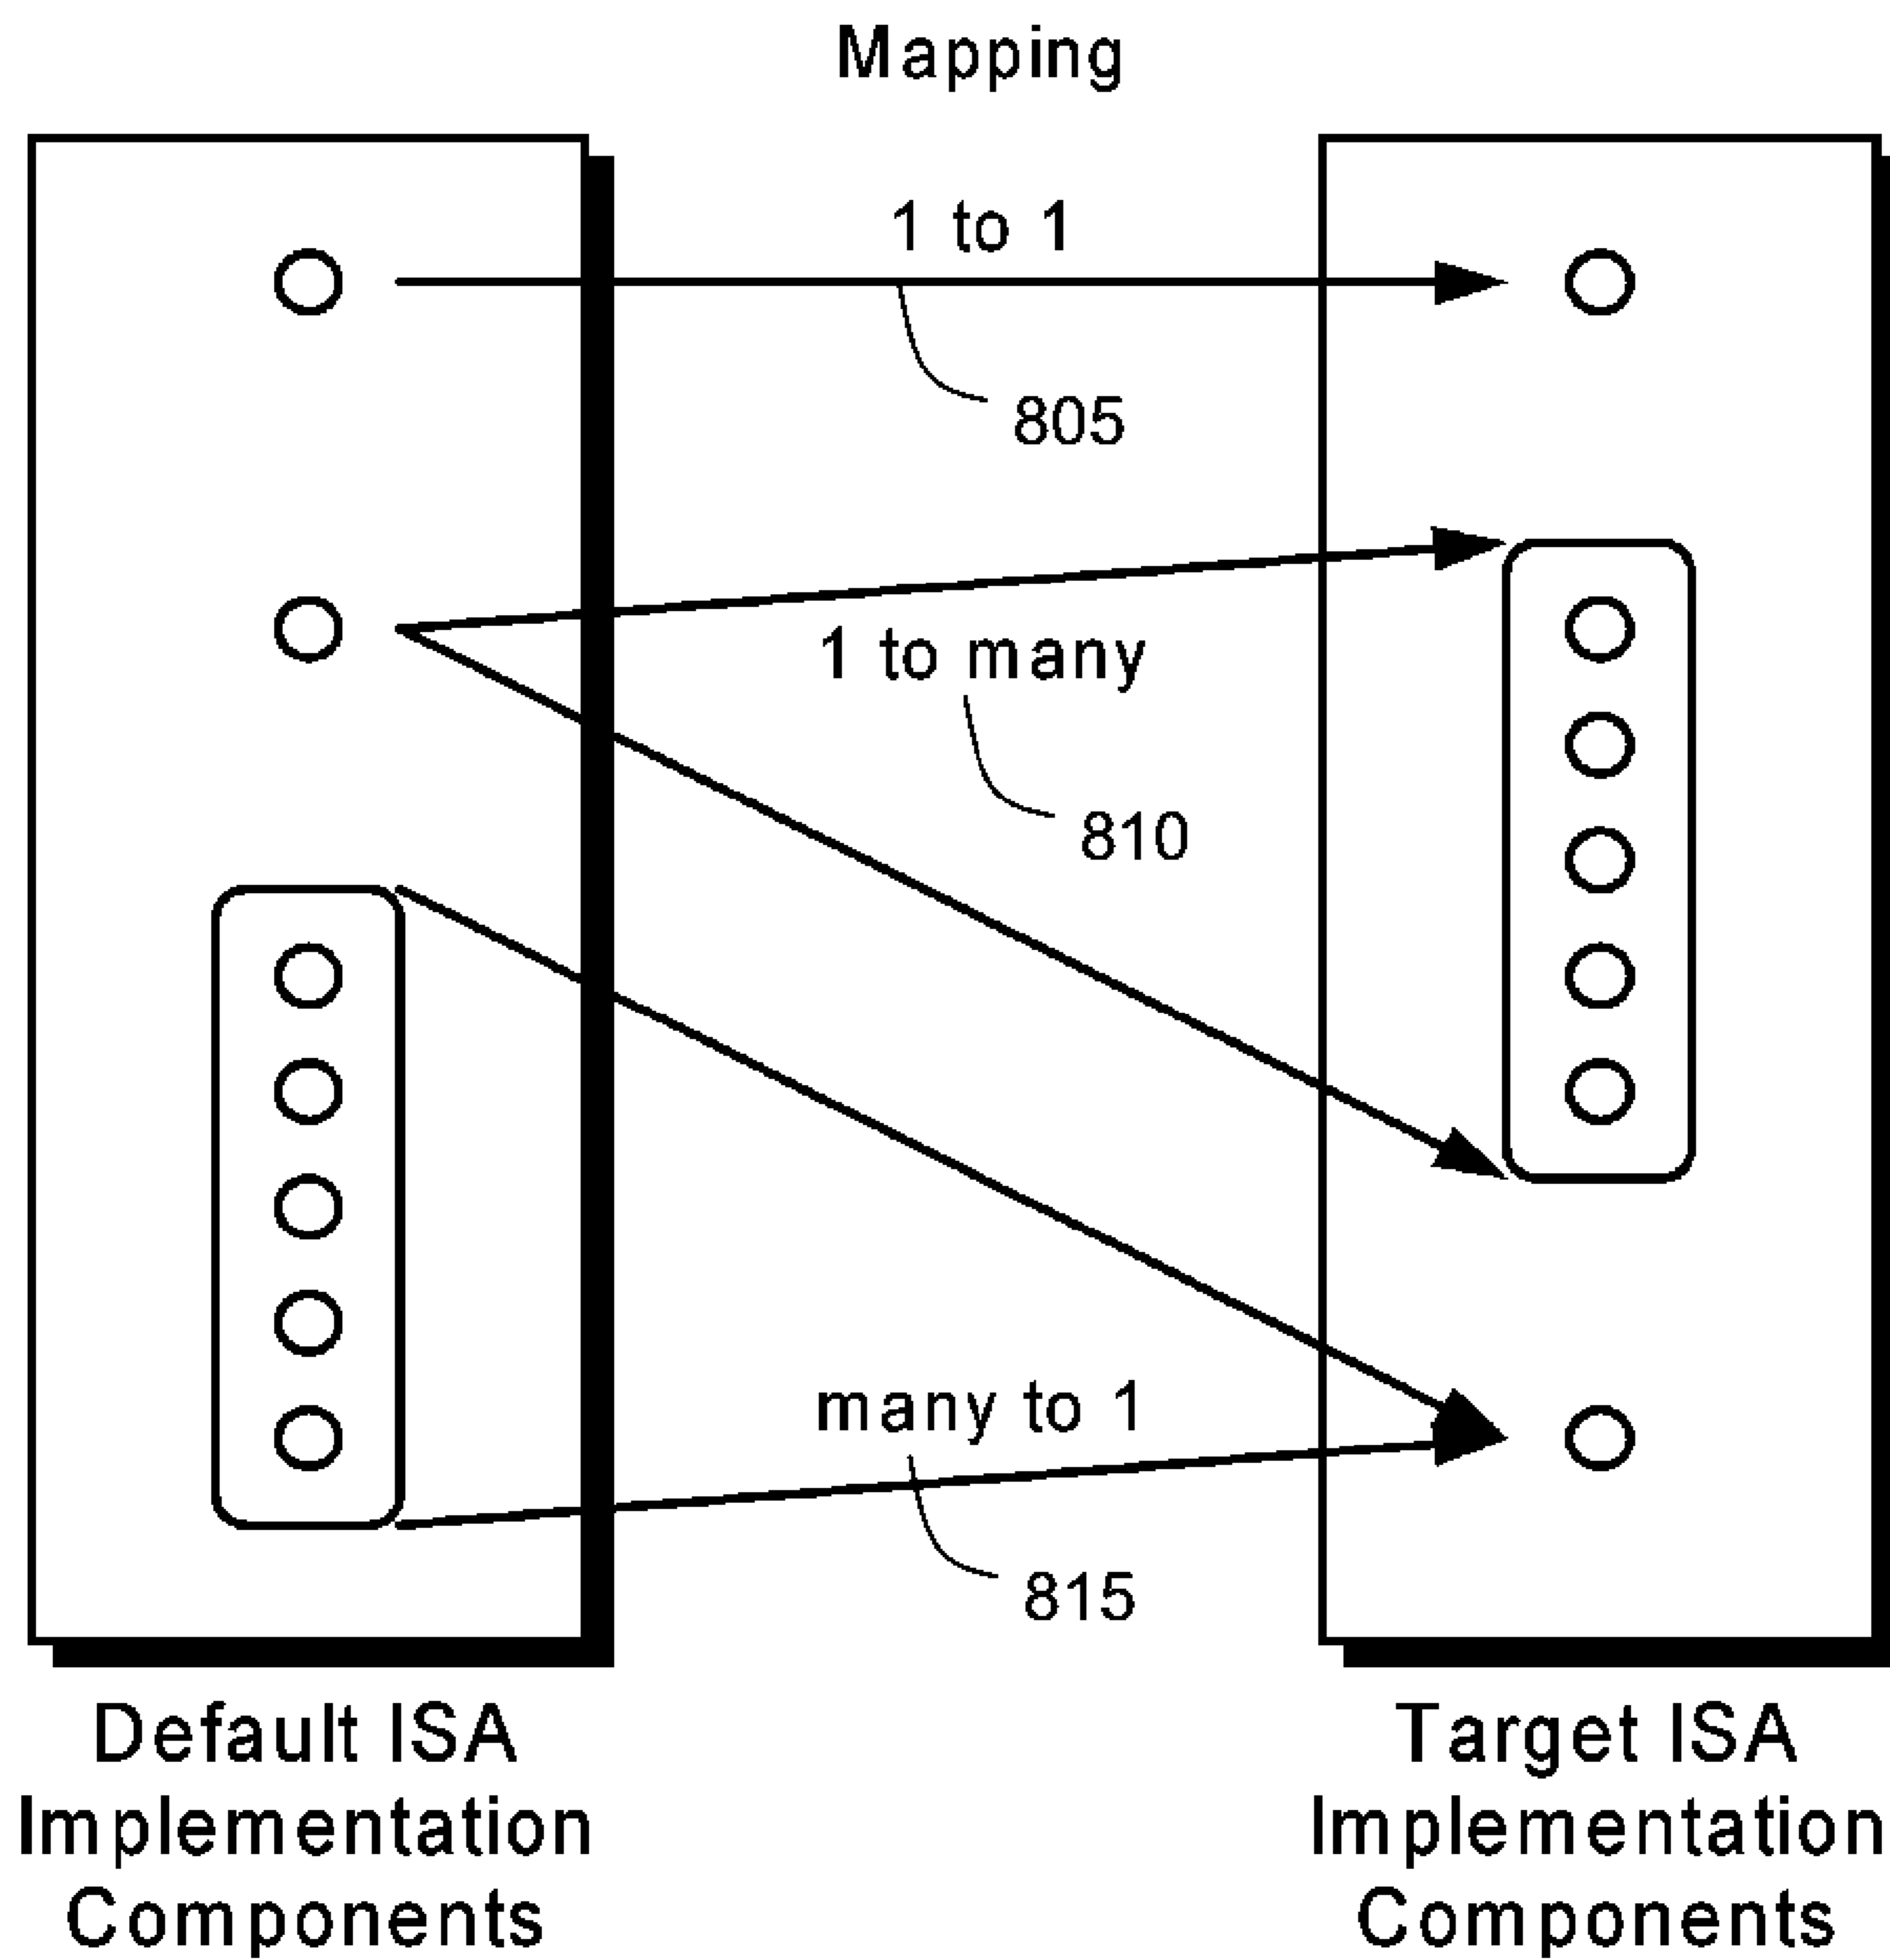 Mapping
1 to 1
805
1 to many
810
many to 1
815
Default ISA
Implementation
Components
Target ISA
Implementation
Components